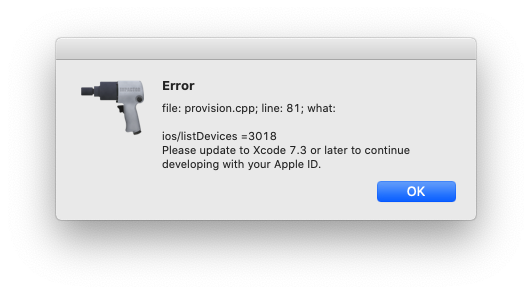 Error
file: provision.cpp; line: 81; what:
ios/listDevices =3018
Please update to Xcode 7.3 or later to continue
developing with your Apple ID.
OK